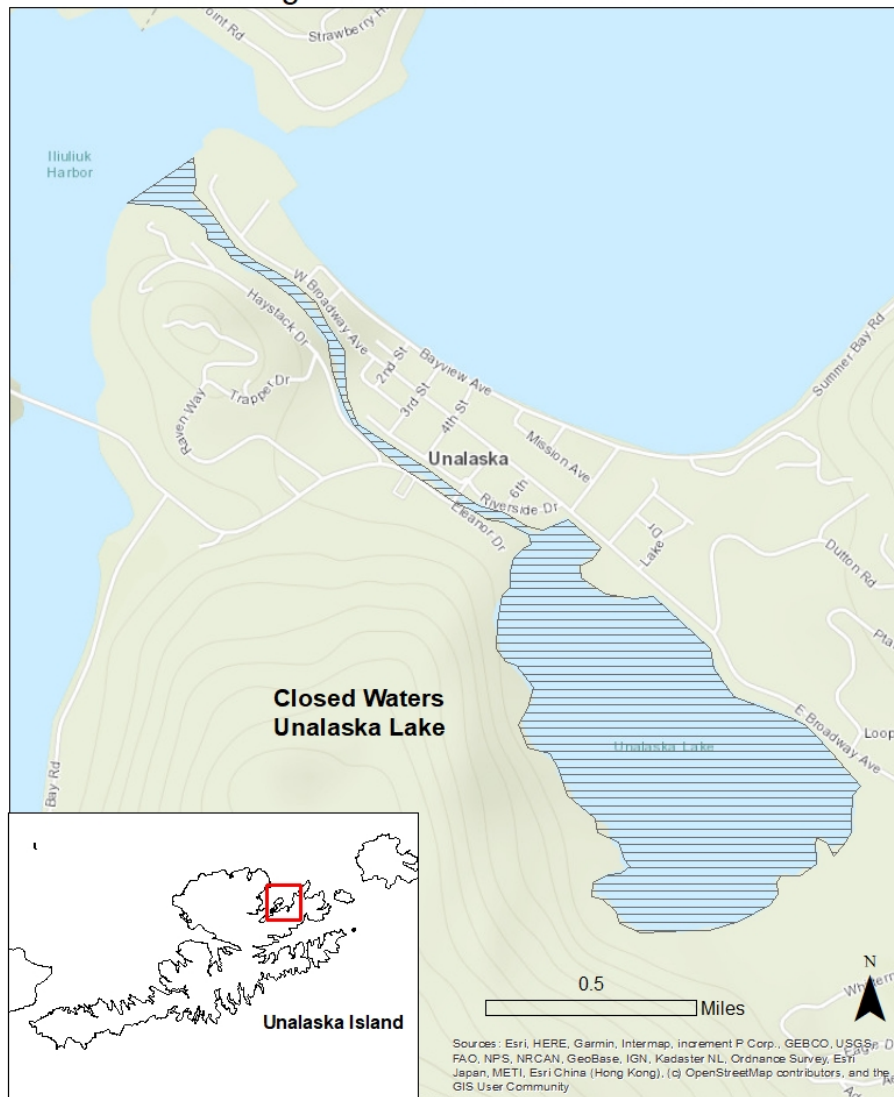 Point Rd
Strawberry H
Iliuliuk
Harbor
Summer Bay Rd
W Broadway Ave
Haystack Dr
2nd St
Bayview Ave
Raven Way
Trapper Dr
3rd St
4th St
Mission Ave
Unalaska
6th
Riverside Dr
Eleanor Dr
Lake Dr
Dutton Rd
Closed Waters
Unalaska Lake
E Broadway Ave
Loop
Unalaska Lake
Bay Rd
0.5
Miles
N
Unalaska Island
Sources: Esri, HERE, Garmin, Intermap, increment P Corp., GEBCO, USGS,
FAO, NPS, NRCAN, GeoBase, IGN, Kadaster NL, Ordnance Survey, Esri
Japan, METI, Esri China (Hong Kong), (c) OpenStreetMap contributors, and the
GIS User Community
Eagle D